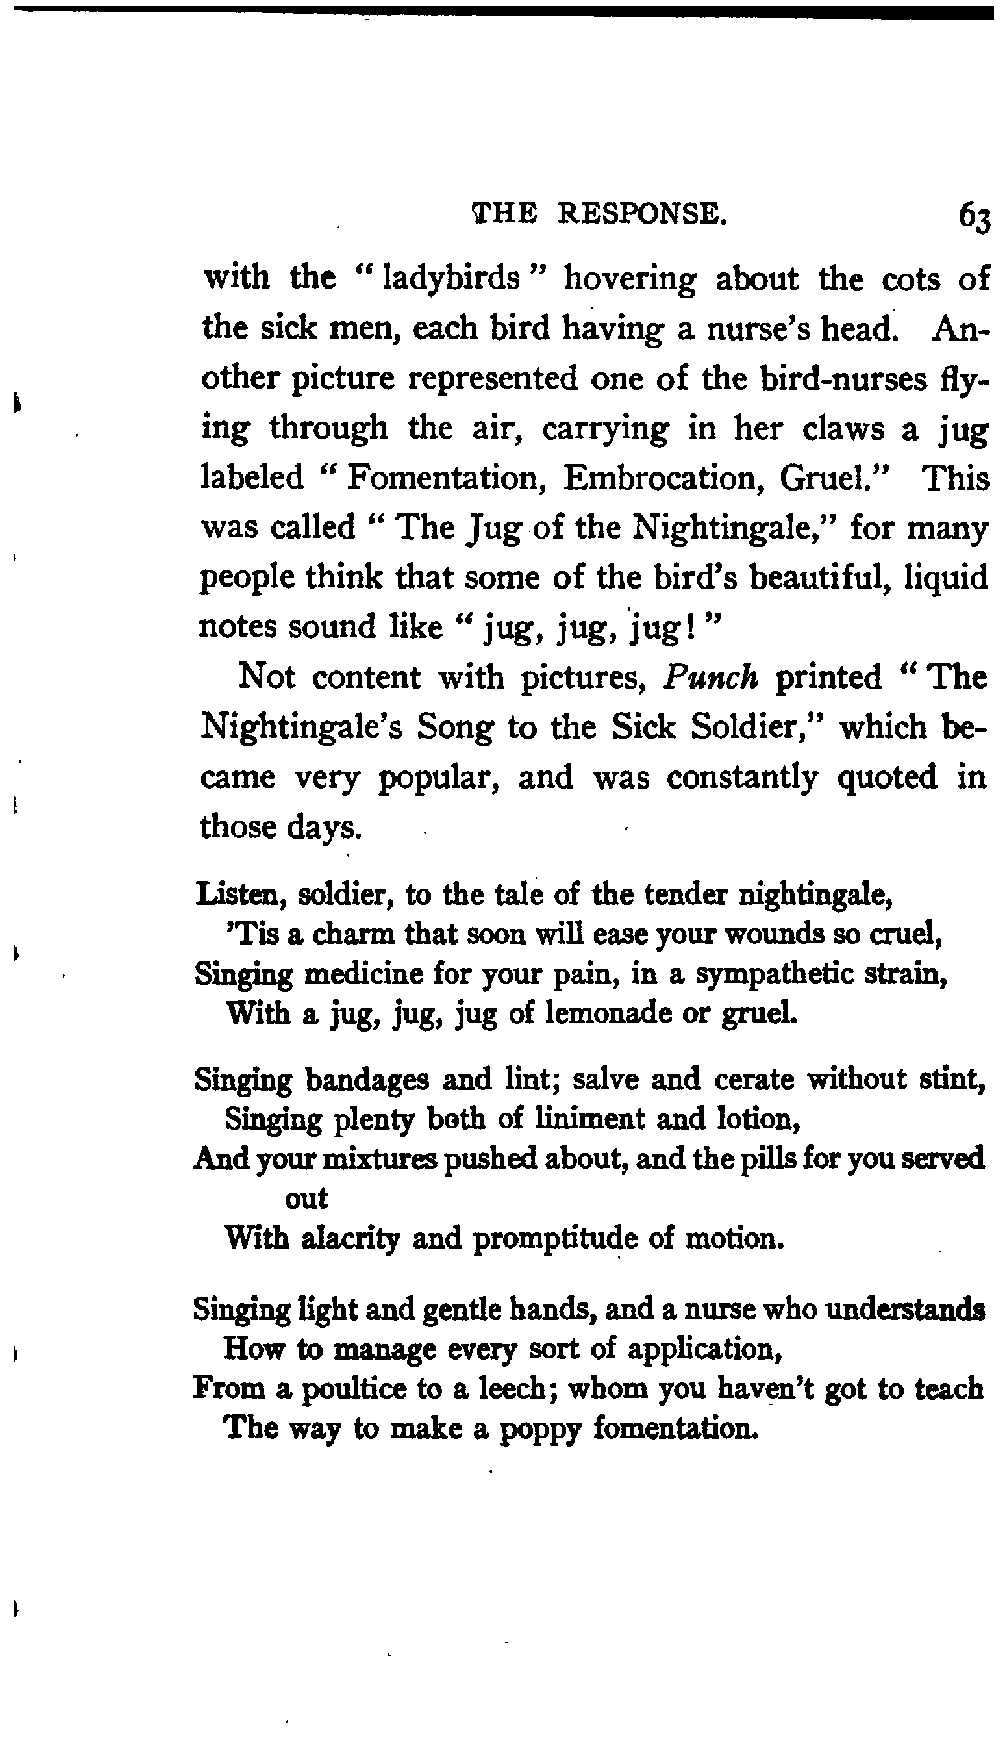 THE RESPONSE. 63
with the “ ladybirds ” hovering about the cots of
the sick men, each bird having a nurse’s head. An-
other picture represented one of the bird-nurses fly-
ing through the air, carrying in her claws a jug
labeled “ Fomentation, Embrocation, Gruel.” This
was called “ The Jug of the Nightingale,” for many
people think that some of the bird’s beautiful, liquid
notes sound like “ jug, jug, jug! ”
Not content with pictures, Punch printed “ The
Nightingale’s Song to the Sick Soldier,” which be-
came very popular, and was constantly quoted in
those days.
Listen, soldier, to the tale of the tender nightingale,
’Tis a charm that soon will ease your wounds so cruel,
Singing medicine for your pain, in a sympathetic strain,
With a jug, jug, jug of lemonade or gruel.
Singing bandages and lint; salve and cerate without stint,
Singing plenty both of liniment and lotion,
And your mixtures pushed about, and the pills for you served
out
With alacrity and promptitude of motion.
Singing light and gentle hands, and a nurse who understands
How to manage every sort of application,
From a poultice to a leech; whom you haven’t got to teach
The way to make a poppy fomentation.